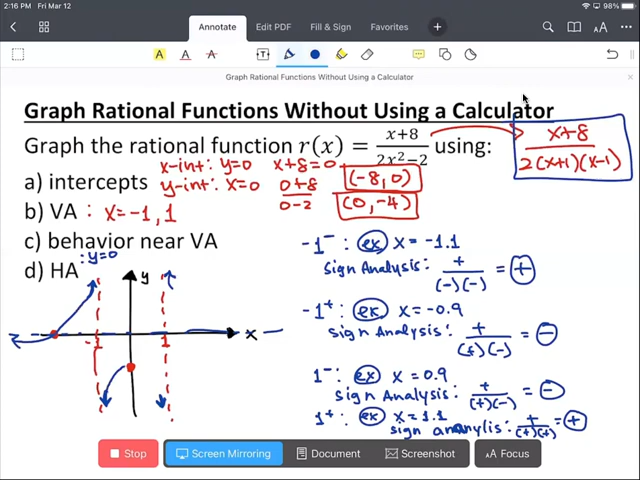 2:16 PM Fri Mar 12
Annotate Edit PDF Fill & Sign Favorites
Graph Rational Functions Without Using a Calculator
Graph Rational Functions Without Using a Calculator
Graph the rational function r(x) = (x+8)/(2x²−2) using: x+8 / 2(x+1)(x-1)
x-int: y=0 x+8=0
a) intercepts y-int: x=0 0+8 / 0-2 (-8,0)
(0,-4)
b) VA : x=-1, 1
c) behavior near VA
d) HA : y=0
y
x
-1 1
-1⁻ : ex x = -1.1
Sign Analysis: + / (-)(-) = +
-1⁺ : ex x = -0.9
Sign Analysis: + / (+)(-) = −
1⁻ : ex x = 0.9
Sign Analysis: + / (+)(-) = −
1⁺ : ex x = 1.1
sign analylis: + / (+)(+) = +
Stop Screen Mirroring Document Screenshot Focus